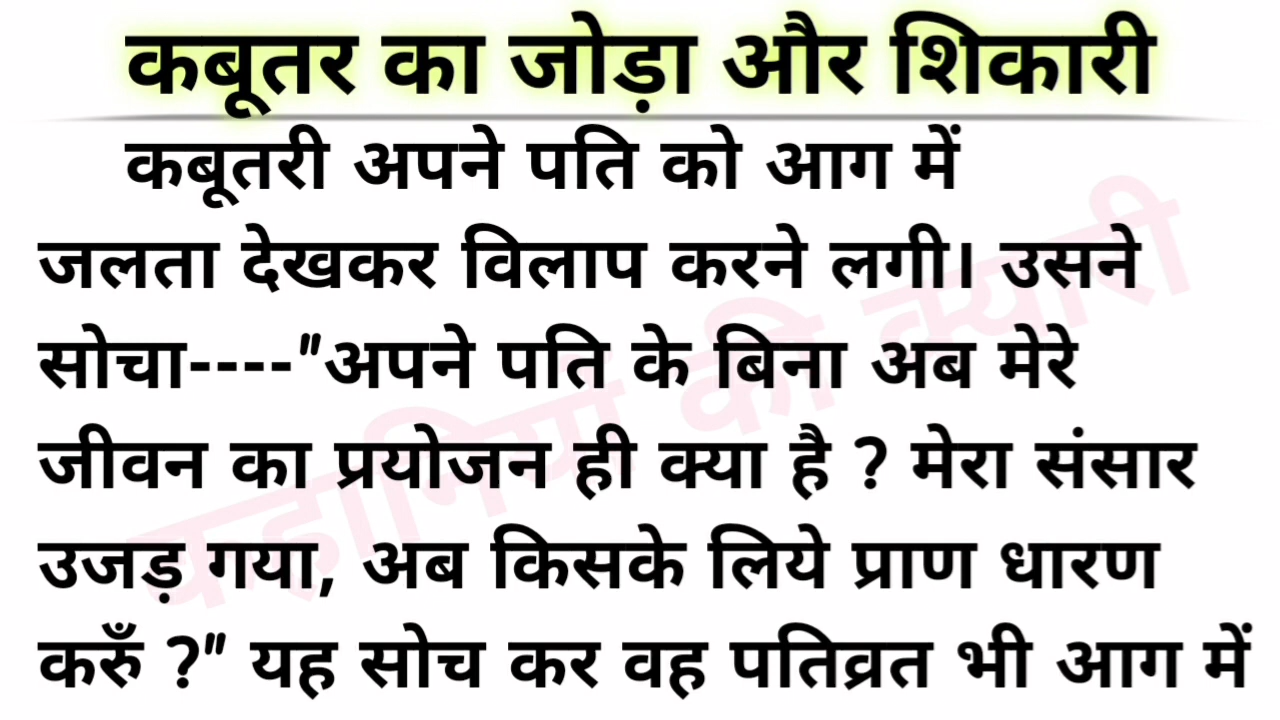 कबूतर का जोड़ा और शिकारी
कबूतरी अपने पति को आग में
जलता देखकर विलाप करने लगी। उसने
सोचा----"अपने पति के बिना अब मेरे
जीवन का प्रयोजन ही क्या है ? मेरा संसार
उजड़ गया, अब किसके लिये प्राण धारण
करुँ ?" यह सोच कर वह पतिव्रत भी आग में
कहानियों की क्यारी